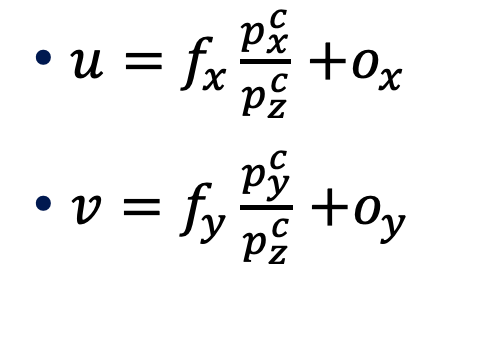 • u = f_x p_x^c / p_z^c + o_x
• v = f_y p_y^c / p_z^c + o_y